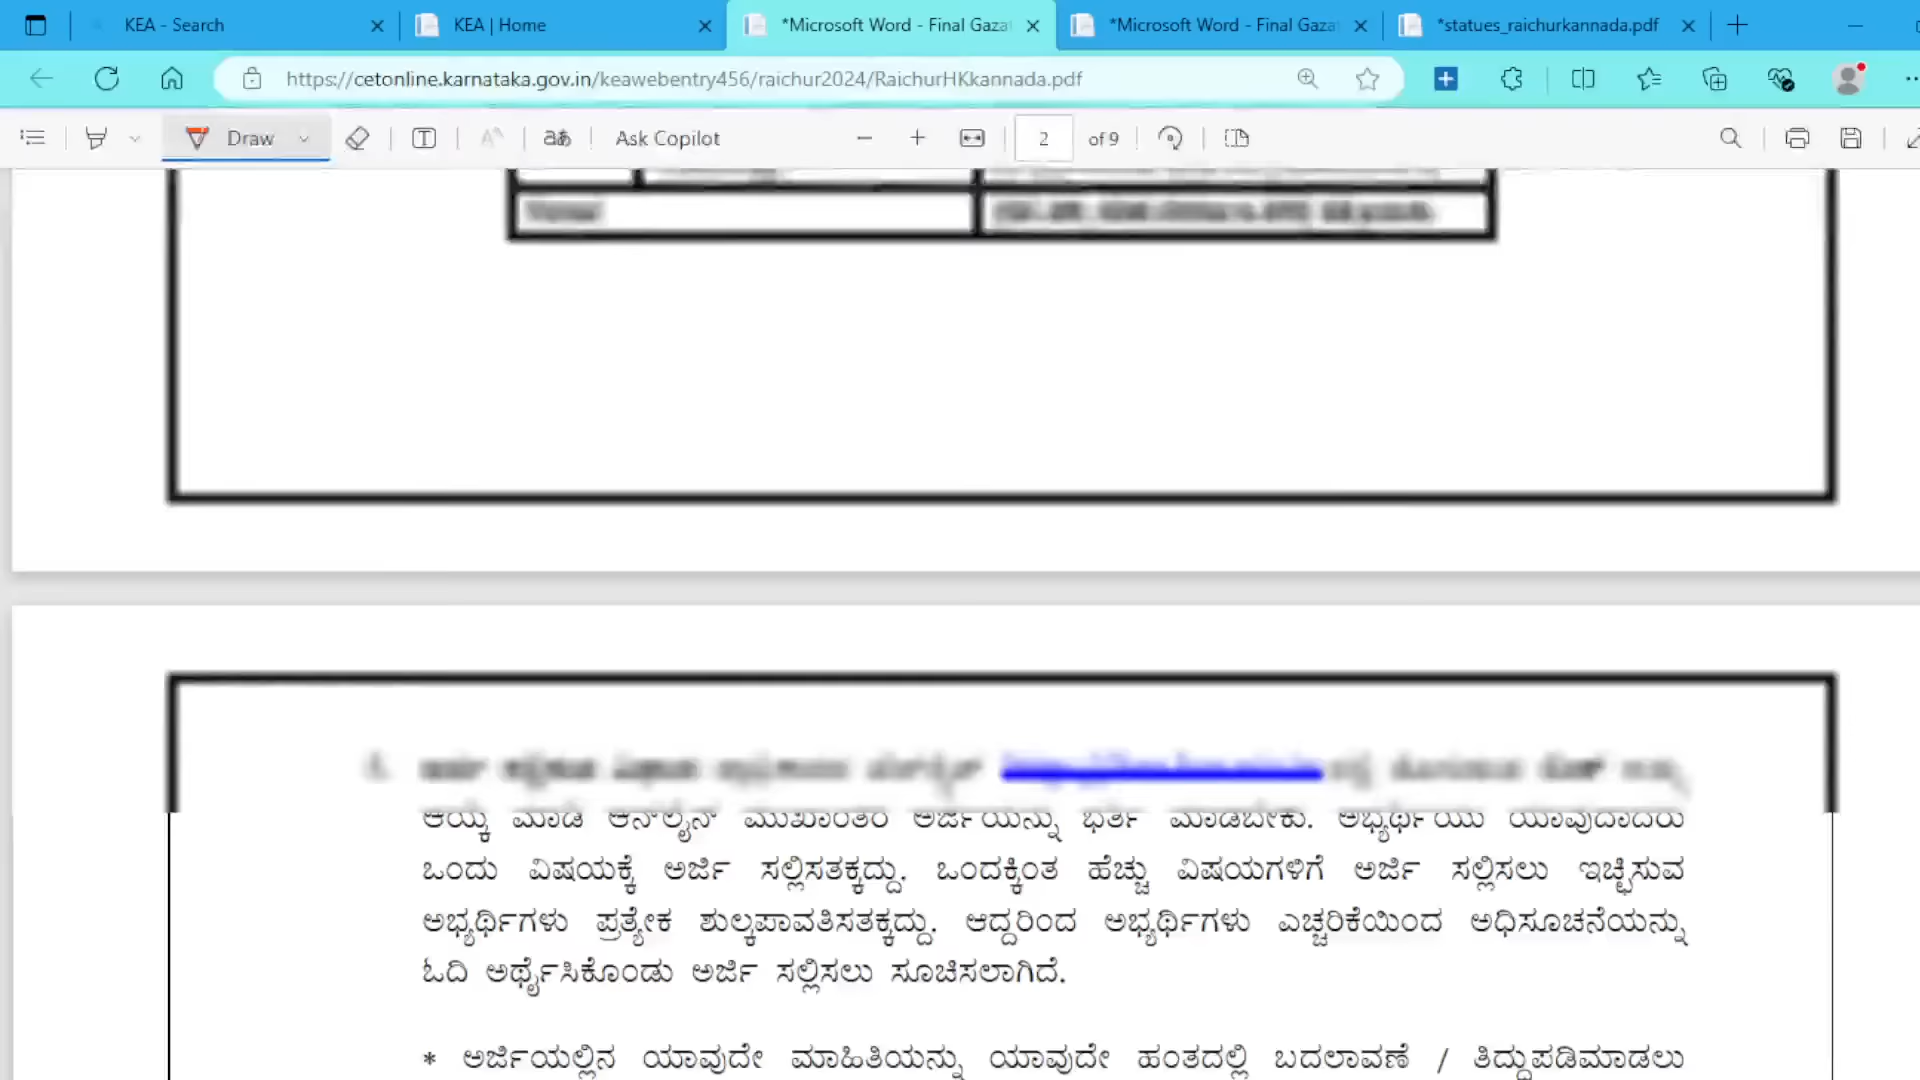 KEA - Search
KEA | Home
*Microsoft Word - Final Gaza
*Microsoft Word - Final Gaza
*statues_raichurkannada.pdf
https://cetonline.karnataka.gov.in/keawebentry456/raichur2024/RaichurHKkannada.pdf
Draw
Ask Copilot
2
of 9
ಆಯ್ಕೆ ಮಾಡಿ ಆನ್‌ಲೈನ್ ಮುಖಾಂತರ ಅರ್ಜಿಯನ್ನು ಭರ್ತಿ ಮಾಡಬೇಕು. ಅಭ್ಯರ್ಥಿಯು ಯಾವುದಾದರು
ಒಂದು ವಿಷಯಕ್ಕೆ ಅರ್ಜಿ ಸಲ್ಲಿಸತಕ್ಕದ್ದು. ಒಂದಕ್ಕಿಂತ ಹೆಚ್ಚು ವಿಷಯಗಳಿಗೆ ಅರ್ಜಿ ಸಲ್ಲಿಸಲು ಇಚ್ಛಿಸುವ
ಅಭ್ಯರ್ಥಿಗಳು ಪ್ರತ್ಯೇಕ ಶುಲ್ಕಪಾವತಿಸತಕ್ಕದ್ದು. ಆದ್ದರಿಂದ ಅಭ್ಯರ್ಥಿಗಳು ಎಚ್ಚರಿಕೆಯಿಂದ ಅಧಿಸೂಚನೆಯನ್ನು
ಓದಿ ಅರ್ಥೈಸಿಕೊಂಡು ಅರ್ಜಿ ಸಲ್ಲಿಸಲು ಸೂಚಿಸಲಾಗಿದೆ.
* ಅರ್ಜಿಯಲ್ಲಿನ ಯಾವುದೇ ಮಾಹಿತಿಯನ್ನು ಯಾವುದೇ ಹಂತದಲ್ಲಿ ಬದಲಾವಣೆ / ತಿದ್ದುಪಡಿಮಾಡಲು